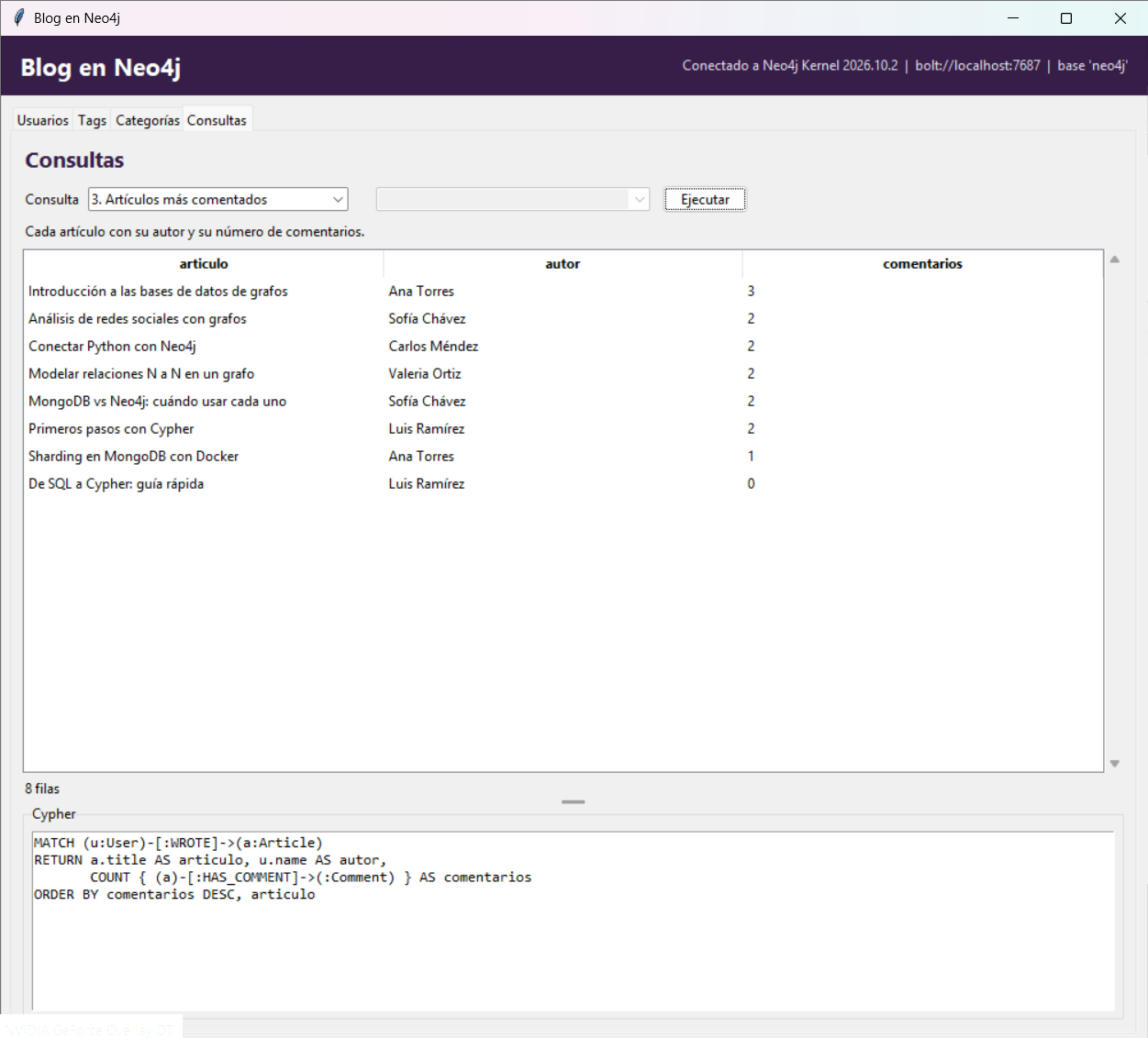 Blog en Neo4j
Blog en Neo4j
Conectado a Neo4j Kernel 2026.10.2 | bolt://localhost:7687 | base 'neo4j'
Usuarios Tags Categorías Consultas
Consultas
Consulta 3. Artículos más comentados Ejecutar
Cada artículo con su autor y su número de comentarios.
articulo autor comentarios
Introducción a las bases de datos de grafos Ana Torres 3
Análisis de redes sociales con grafos Sofía Chávez 2
Conectar Python con Neo4j Carlos Méndez 2
Modelar relaciones N a N en un grafo Valeria Ortiz 2
MongoDB vs Neo4j: cuándo usar cada uno Sofía Chávez 2
Primeros pasos con Cypher Luis Ramírez 2
Sharding en MongoDB con Docker Ana Torres 1
De SQL a Cypher: guía rápida Luis Ramírez 0
8 filas
Cypher
MATCH (u:User)-[:WROTE]->(a:Article)
RETURN a.title AS articulo, u.name AS autor,
COUNT { (a)-[:HAS_COMMENT]->(:Comment) } AS comentarios
ORDER BY comentarios DESC, articulo
NVIDIA GeForce Overlay DT